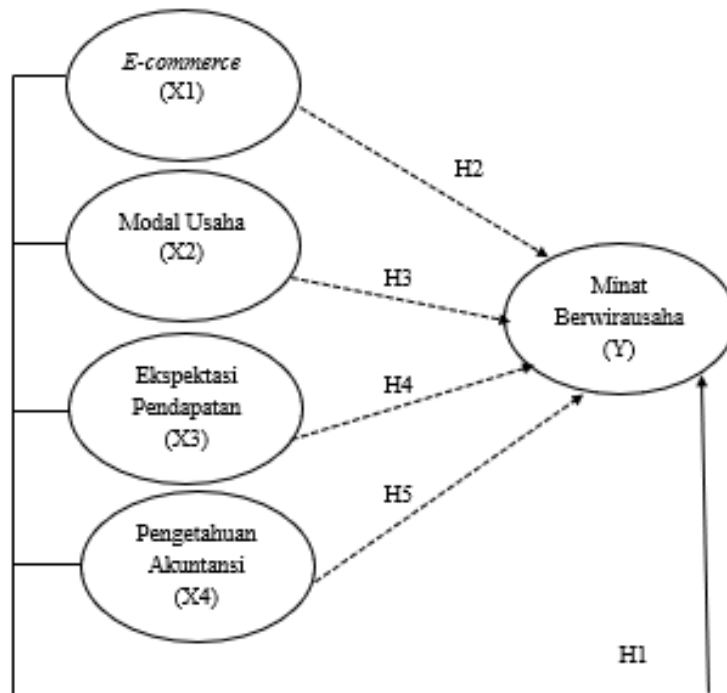 E-commerce
(X1)
H2
Modal Usaha
(X2)
H3
Minat
Berwirausaha
(Y)
Ekspektasi
Pendapatan
(X3)
H4
H5
Pengetahuan
Akuntansi
(X4)
H1